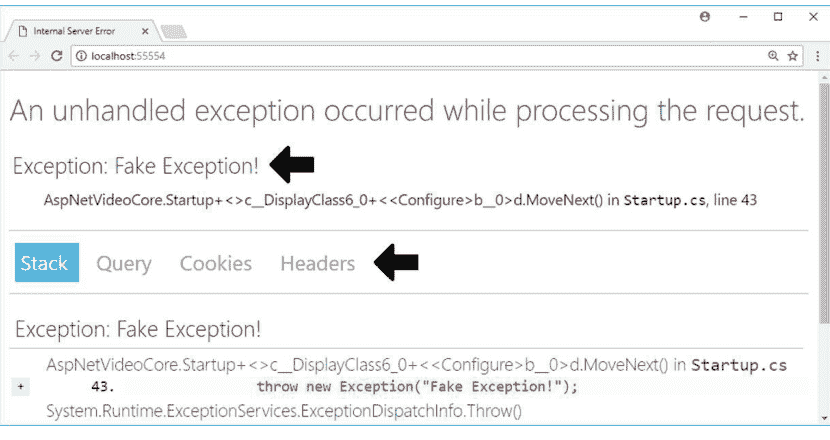 Internal Server Error
localhost:55554
An unhandled exception occurred while processing the request.
Exception: Fake Exception!
AspNetVideoCore.Startup+<>c__DisplayClass6_0+<<Configure>b__0>d.MoveNext() in Startup.cs, line 43
Stack Query Cookies Headers
Exception: Fake Exception!
AspNetVideoCore.Startup+<>c__DisplayClass6_0+<<Configure>b__0>d.MoveNext() in Startup.cs
+ 43. throw new Exception("Fake Exception!");
System.Runtime.ExceptionServices.ExceptionDispatchInfo.Throw()